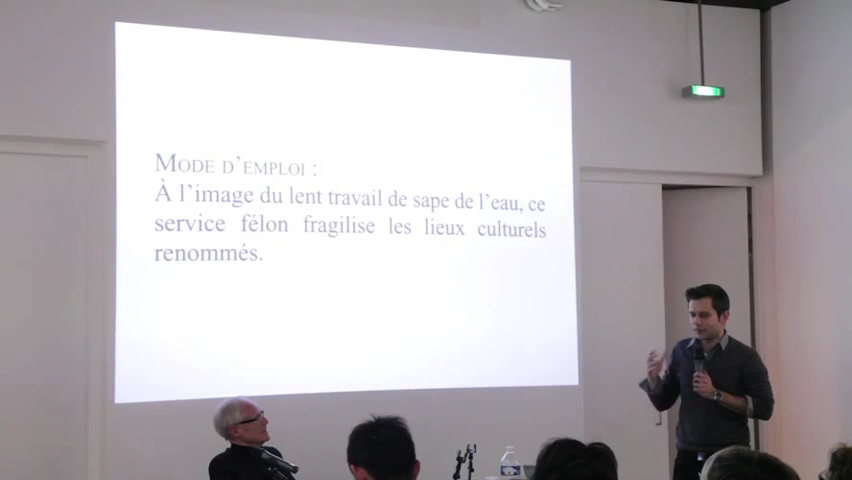 MODE D'EMPLOI :
À l'image du lent travail de sape de l'eau, ce
service félon fragilise les lieux culturels
renommés.